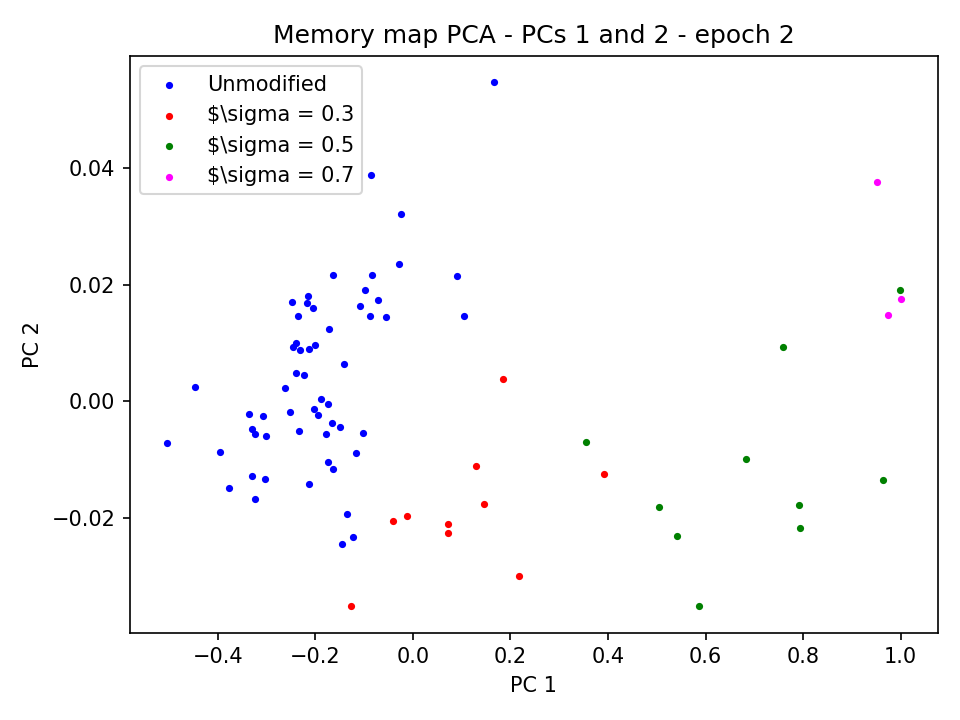 Memory map PCA - PCs 1 and 2 - epoch 2
Unmodified
$\sigma = 0.3
$\sigma = 0.5
$\sigma = 0.7
0.04
0.02
0.00
−0.02
PC 2
−0.4 −0.2 0.0 0.2 0.4 0.6 0.8 1.0
PC 1